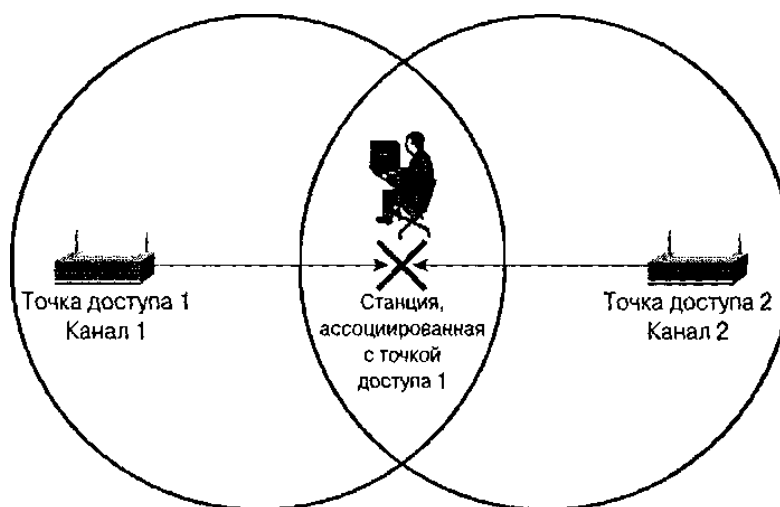 Точка доступа 1
Канал 1
Станция,
ассоциированная
с точкой
доступа 1
Точка доступа 2
Канал 2